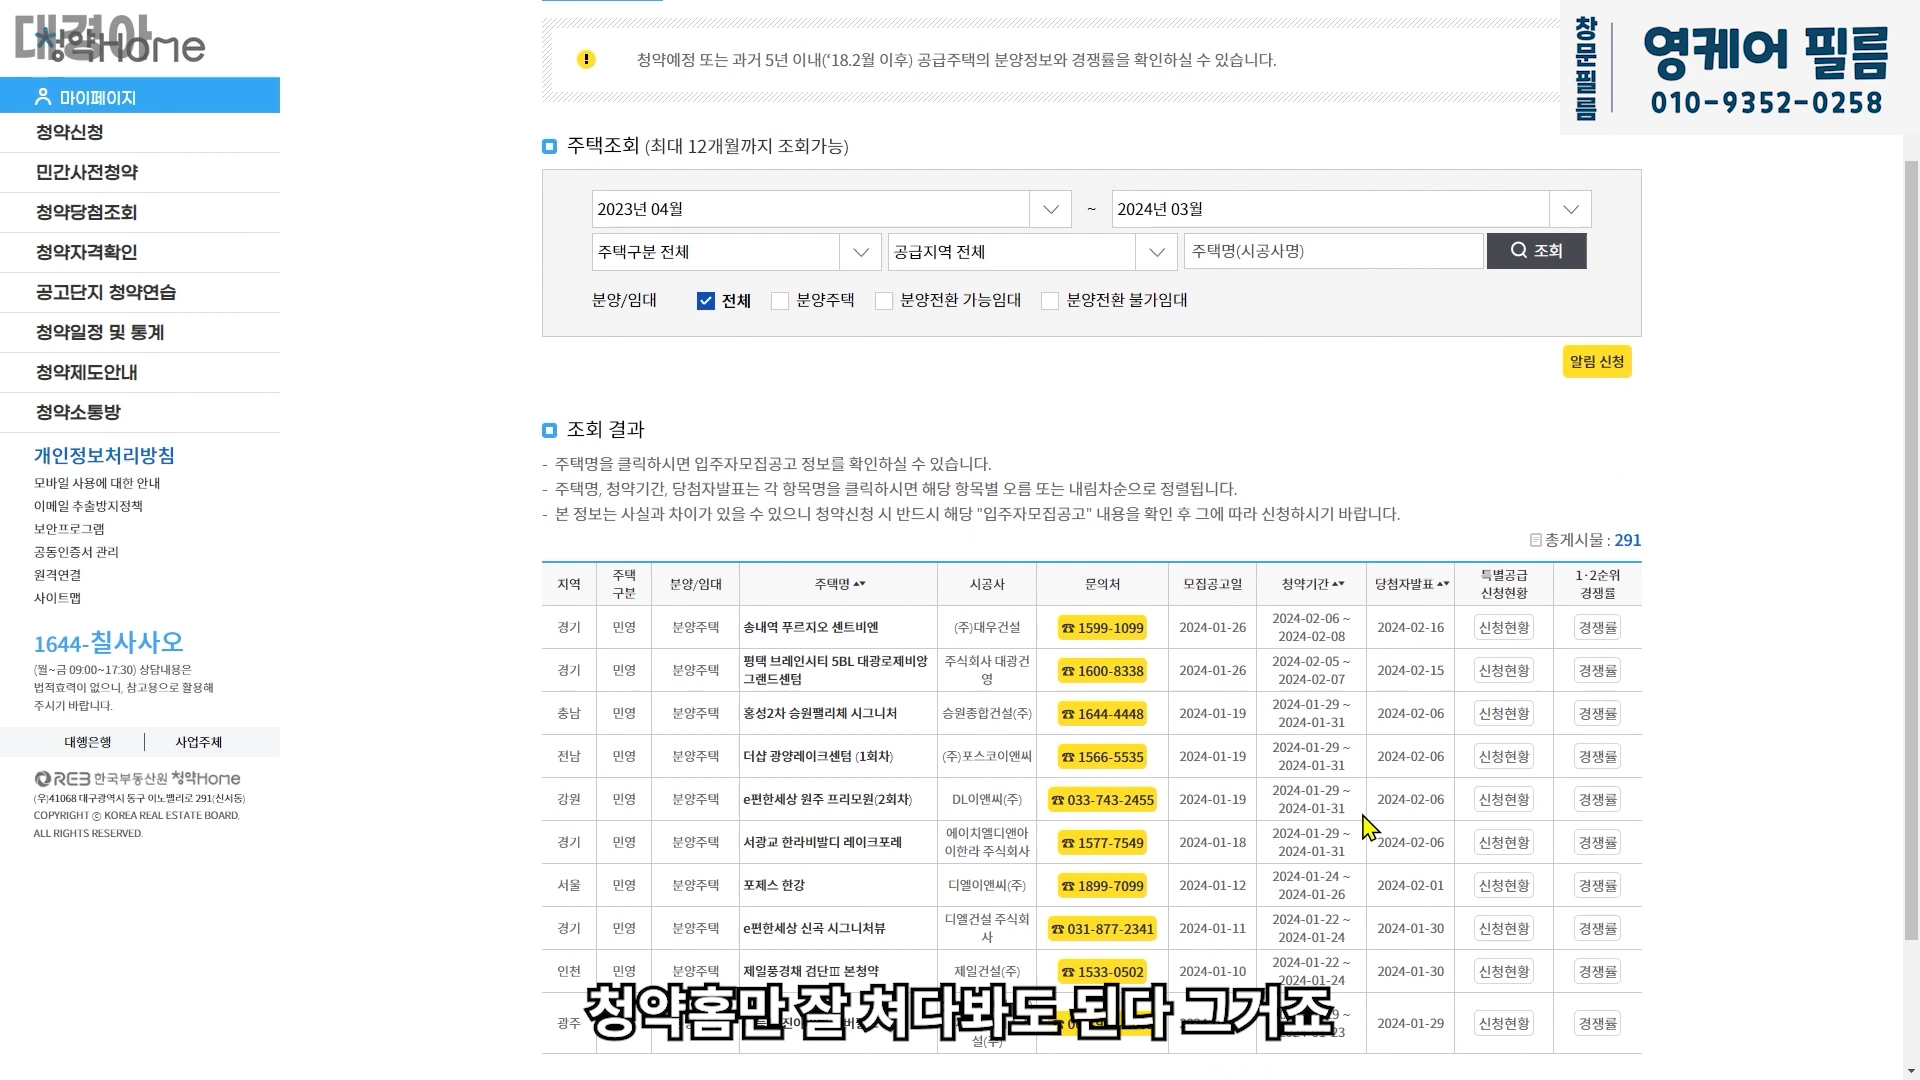 대경아
청약Home
마이페이지
청약신청
민간사전청약
청약당첨조회
청약자격확인
공고단지 청약연습
청약일정 및 통계
청약제도안내
청약소통방
개인정보처리방침
모바일 사용에 대한 안내
이메일 추출방지정책
보안프로그램
공동인증서 관리
원격연결
사이트맵
1644-칠사사오
(월~금 09:00~17:30) 상담내용은
법적효력이 없으니, 참고용으로 활용해
주시기 바랍니다.
대행은행 사업주체
REB 한국부동산원 청약Home
(우)41068 대구광역시 동구 이노밸리로 291(신서동)
COPYRIGHT ⓒ KOREA REAL ESTATE BOARD,
ALL RIGHTS RESERVED.
청약예정 또는 과거 5년 이내(‘18.2월 이후) 공급주택의 분양정보와 경쟁률을 확인하실 수 있습니다.
창문필름
영케어 필름
010-9352-0258
주택조회 (최대 12개월까지 조회가능)
2023년 04월 ~ 2024년 03월
주택구분 전체 공급지역 전체 주택명(시공사명) 조회
분양/임대 전체 분양주택 분양전환 가능임대 분양전환 불가임대
알림 신청
조회 결과
- 주택명을 클릭하시면 입주자모집공고 정보를 확인하실 수 있습니다.
- 주택명, 청약기간, 당첨자발표는 각 항목명을 클릭하시면 해당 항목별 오름 또는 내림차순으로 정렬됩니다.
- 본 정보는 사실과 차이가 있을 수 있으니 청약신청 시 반드시 해당 "입주자모집공고" 내용을 확인 후 그에 따라 신청하시기 바랍니다.
총게시물 : 291
지역 주택구분 분양/임대 주택명▲▼ 시공사 문의처 모집공고일 청약기간▲▼ 당첨자발표▲▼ 특별공급 신청현황 1·2순위 경쟁률
경기 민영 분양주택 송내역 푸르지오 센트비엔 (주)대우건설 ☎ 1599-1099 2024-01-26 2024-02-06 ~ 2024-02-08 2024-02-16 신청현황 경쟁률
경기 민영 분양주택 평택 브레인시티 5BL 대광로제비앙 그랜드센텀 주식회사 대광건영 ☎ 1600-8338 2024-01-26 2024-02-05 ~ 2024-02-07 2024-02-15 신청현황 경쟁률
충남 민영 분양주택 홍성2차 승원팰리체 시그니처 승원종합건설(주) ☎ 1644-4448 2024-01-19 2024-01-29 ~ 2024-01-31 2024-02-06 신청현황 경쟁률
전남 민영 분양주택 더샵 광양레이크센텀 (1회차) (주)포스코이앤씨 ☎ 1566-5535 2024-01-19 2024-01-29 ~ 2024-01-31 2024-02-06 신청현황 경쟁률
강원 민영 분양주택 e편한세상 원주 프리모원(2회차) DL이앤씨(주) ☎ 033-743-2455 2024-01-19 2024-01-29 ~ 2024-01-31 2024-02-06 신청현황 경쟁률
경기 민영 분양주택 서광교 한라비발디 레이크포레 에이치엘디앤아이한라 주식회사 ☎ 1577-7549 2024-01-18 2024-01-29 ~ 2024-01-31 2024-02-06 신청현황 경쟁률
서울 민영 분양주택 포제스 한강 디엘이앤씨(주) ☎ 1899-7099 2024-01-12 2024-01-24 ~ 2024-01-26 2024-02-01 신청현황 경쟁률
경기 민영 분양주택 e편한세상 신곡 시그니처뷰 디엘건설 주식회사 ☎ 031-877-2341 2024-01-11 2024-01-22 ~ 2024-01-24 2024-01-30 신청현황 경쟁률
인천 민영 분양주택 제일풍경채 검단Ⅲ 본청약 제일건설(주) ☎ 1533-0502 2024-01-10 2024-01-22 ~ 2024-01-24 2024-01-30 신청현황 경쟁률
광주 2024-01-29 신청현황 경쟁률
청약홈만 잘 쳐다봐도 된다 그거죠